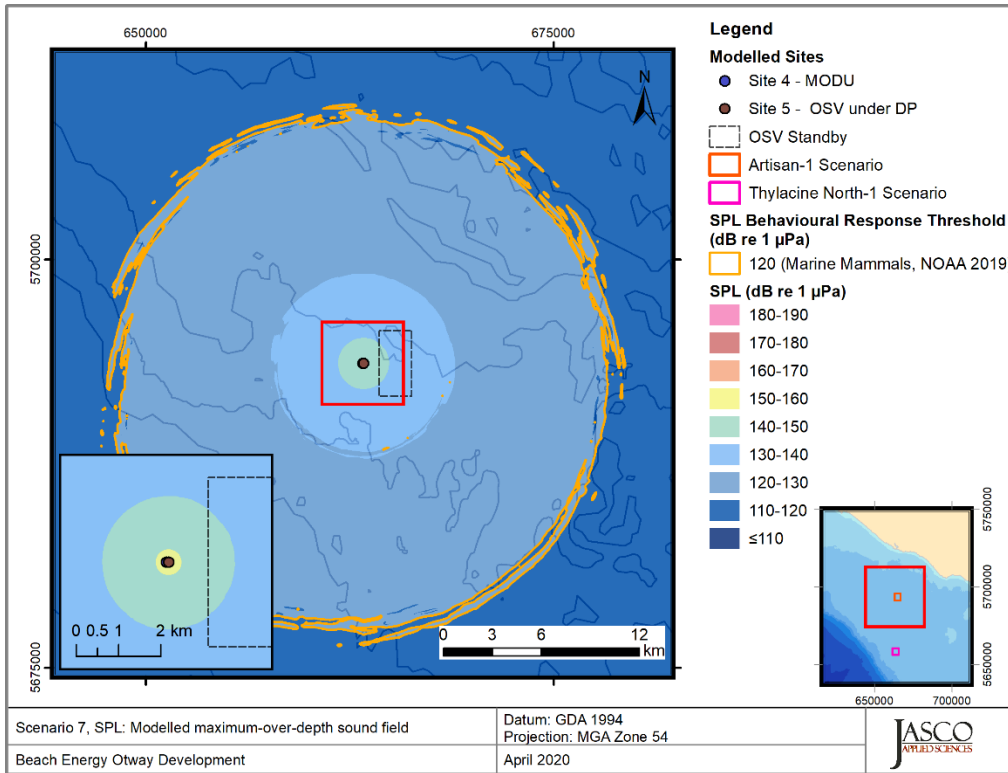 650000
675000
5700000
5675000
N
0 0.5 1 2 km
0 3 6 12
km
Legend
Modelled Sites
Site 4 - MODU
Site 5 - OSV under DP
OSV Standby
Artisan-1 Scenario
Thylacine North-1 Scenario
SPL Behavioural Response Threshold
(dB re 1 µPa)
120 (Marine Mammals, NOAA 2019
SPL (dB re 1 µPa)
180-190
170-180
160-170
150-160
140-150
130-140
120-130
110-120
≤110
5750000
5700000
5650000
650000 700000
Scenario 7, SPL: Modelled maximum-over-depth sound field
Datum: GDA 1994
Projection: MGA Zone 54
Beach Energy Otway Development
April 2020
JASCO
APPLIED SCIENCES